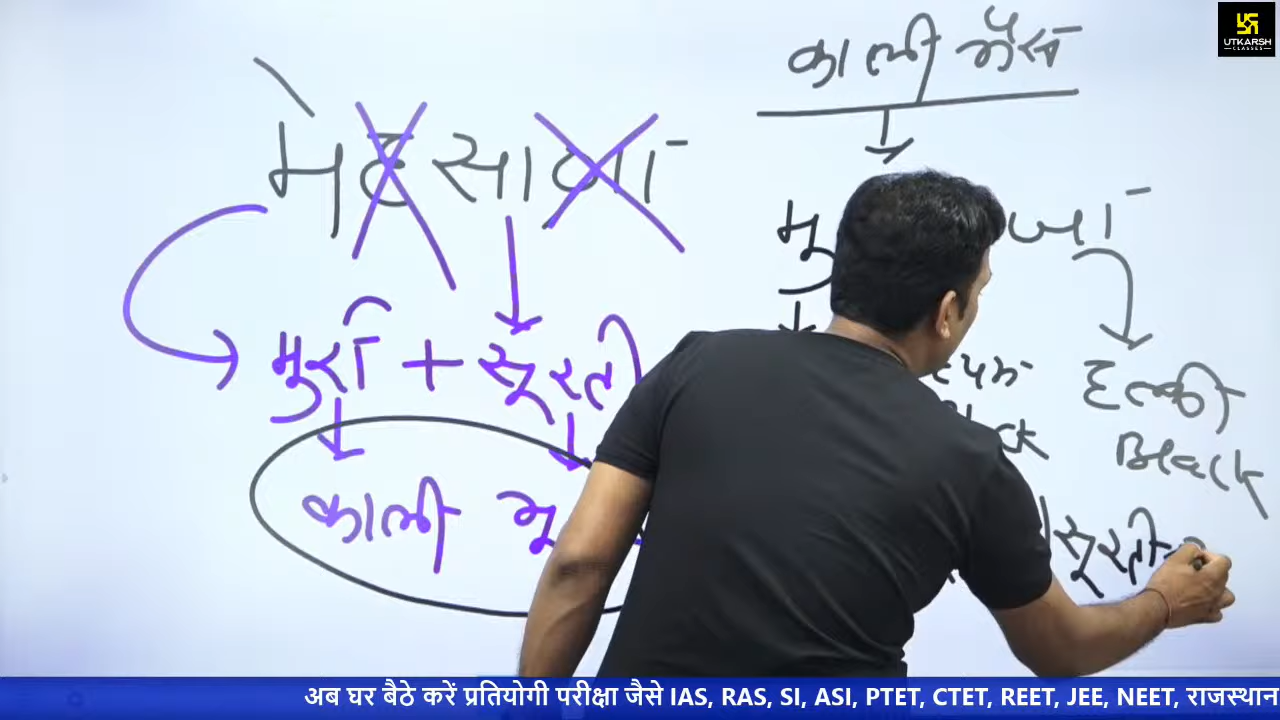 काली भैंस
मेहसाना
मुर्रा + सूरती
काली भू
हल्की
Black
सूरती
UTKARSH
CLASSES
अब घर बैठे करें प्रतियोगी परीक्षा जैसे IAS, RAS, SI, ASI, PTET, CTET, REET, JEE, NEET, राजस्थान